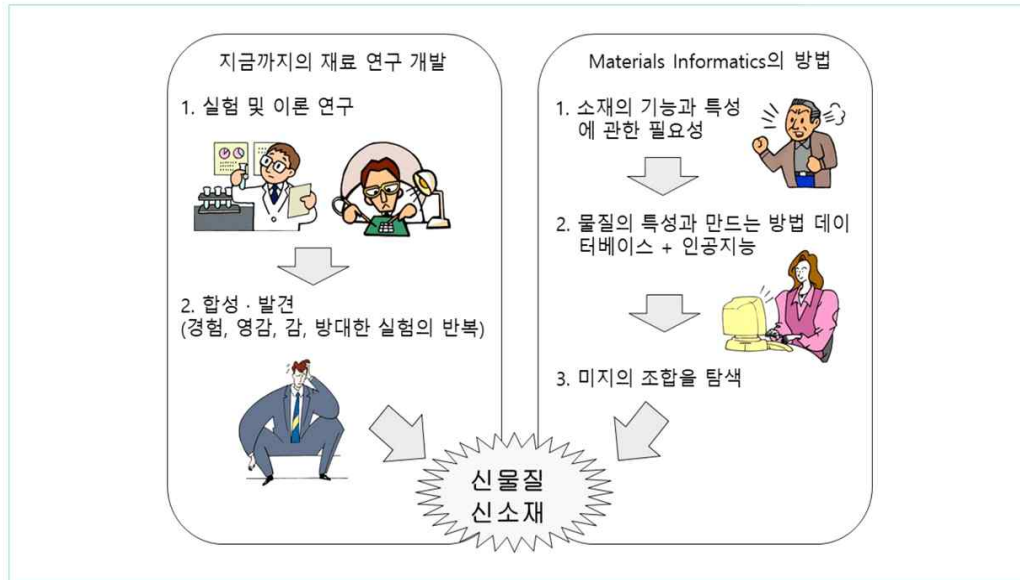 지금까지의 재료 연구 개발
1. 실험 및 이론 연구
2. 합성 · 발견
(경험, 영감, 감, 방대한 실험의 반복)
Materials Informatics의 방법
1. 소재의 기능과 특성
에 관한 필요성
2. 물질의 특성과 만드는 방법 데이
터베이스 + 인공지능
3. 미지의 조합을 탐색
신물질
신소재